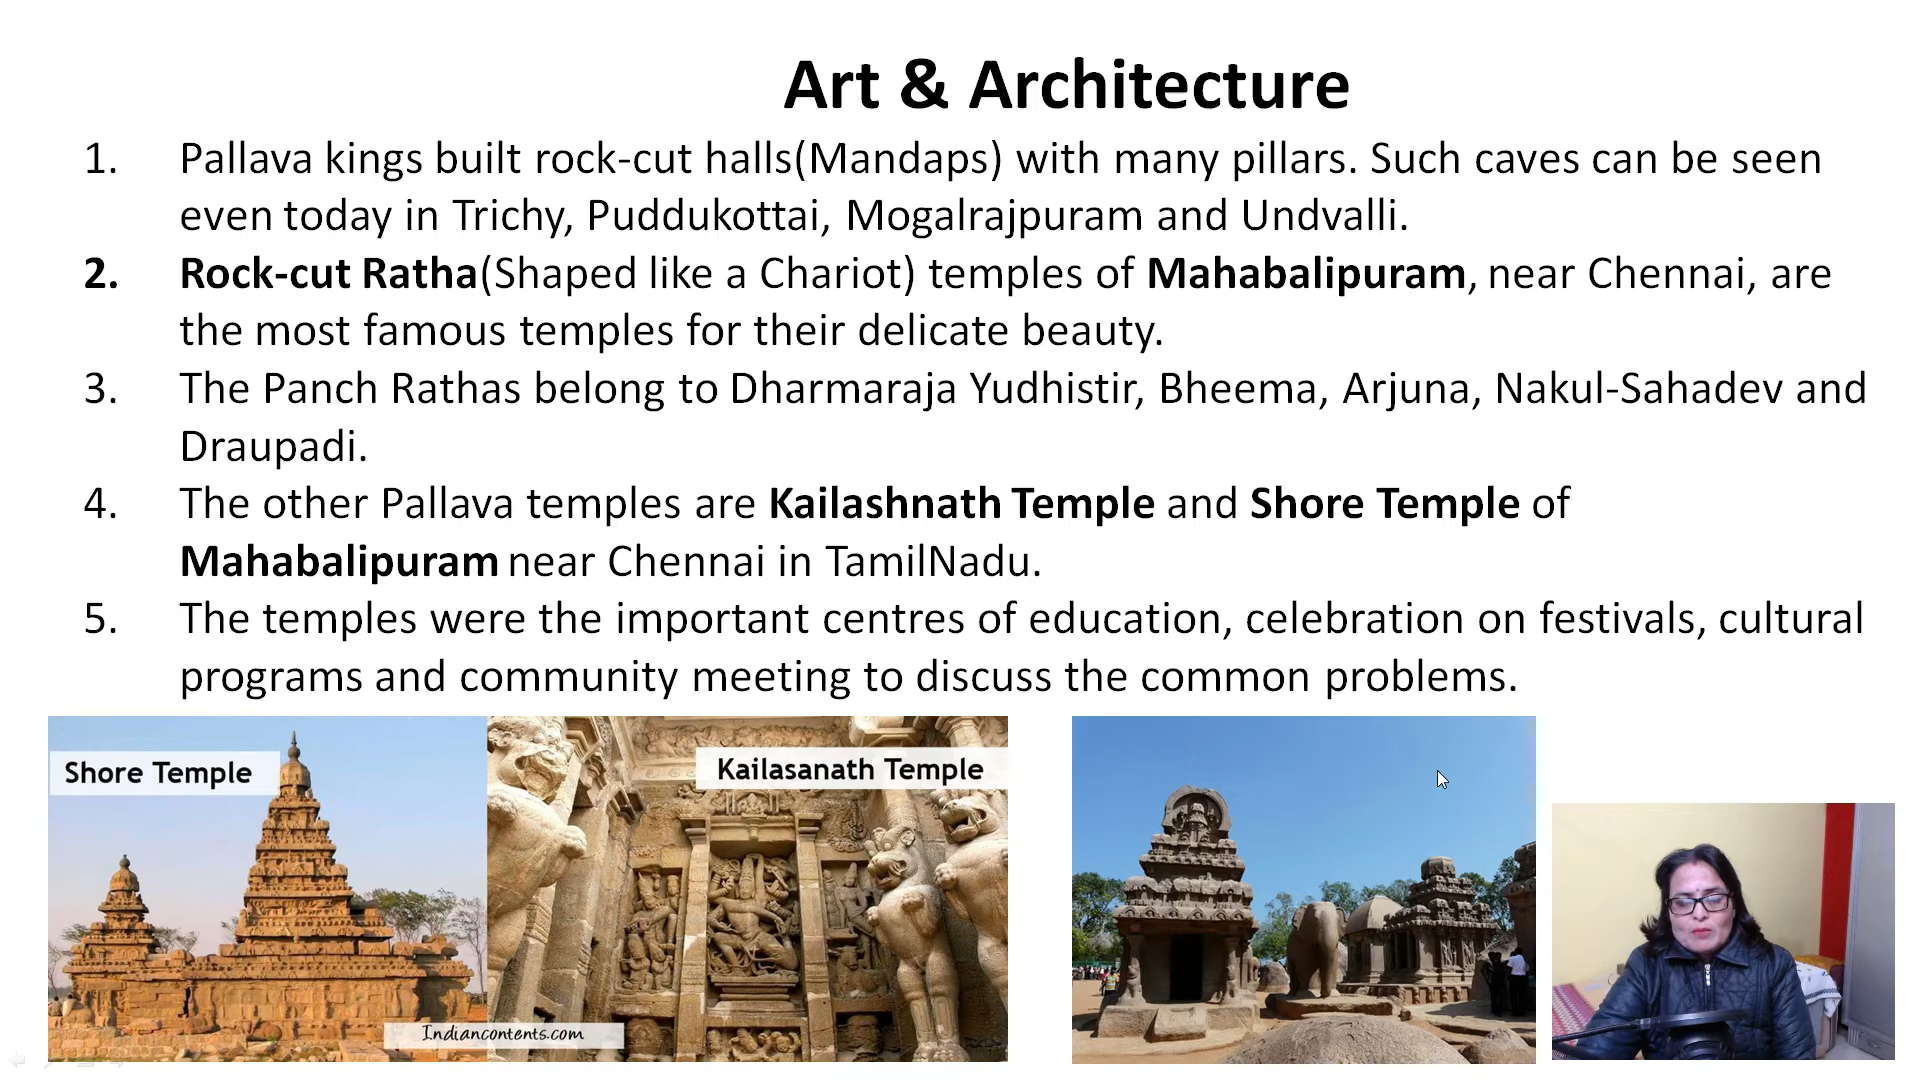 Art & Architecture
1. Pallava kings built rock-cut halls(Mandaps) with many pillars. Such caves can be seen
even today in Trichy, Puddukottai, Mogalrajpuram and Undvalli.
2. Rock-cut Ratha(Shaped like a Chariot) temples of Mahabalipuram, near Chennai, are
the most famous temples for their delicate beauty.
3. The Panch Rathas belong to Dharmaraja Yudhistir, Bheema, Arjuna, Nakul-Sahadev and
Draupadi.
4. The other Pallava temples are Kailashnath Temple and Shore Temple of
Mahabalipuram near Chennai in TamilNadu.
5. The temples were the important centres of education, celebration on festivals, cultural
programs and community meeting to discuss the common problems.
Shore Temple
Kailasanath Temple
Indiancontents.com